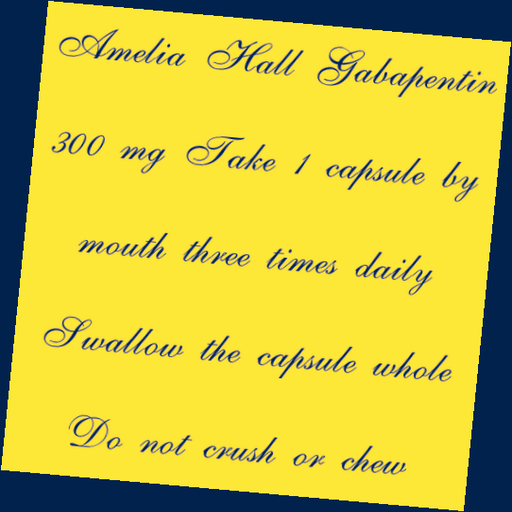 Amelia Hall Gabapentin
300 mg Take 1 capsule by
mouth three times daily
Swallow the capsule whole
Do not crush or chew